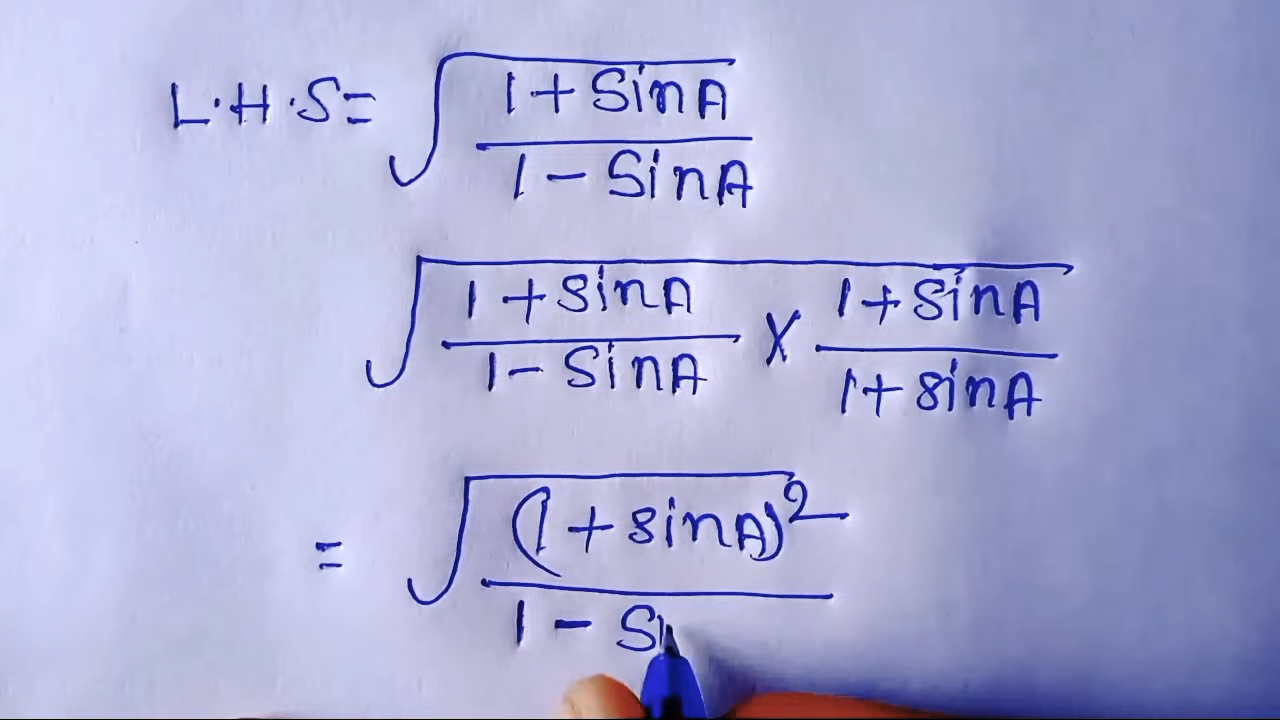 L.H.S = √(1 + SinA / 1 - SinA)
√(1 + sinA / 1 - SinA × 1 + SinA / 1 + sinA)
= √((1 + sinA)² / 1 - S